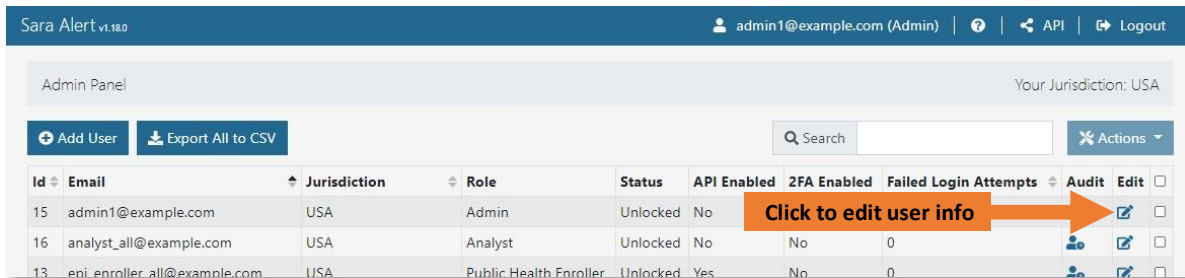 Sara Alert v1.18.0 admin1@example.com (Admin) | API | Logout
Admin Panel Your Jurisdiction: USA
Add User Export All to CSV Search Actions
Id Email Jurisdiction Role Status API Enabled 2FA Enabled Failed Login Attempts Audit Edit
15 admin1@example.com USA Admin Unlocked No Click to edit user info
16 analyst_all@example.com USA Analyst Unlocked No No 0
13 epi_enroller_all@example.com USA Public Health Enroller Unlocked Yes No 0